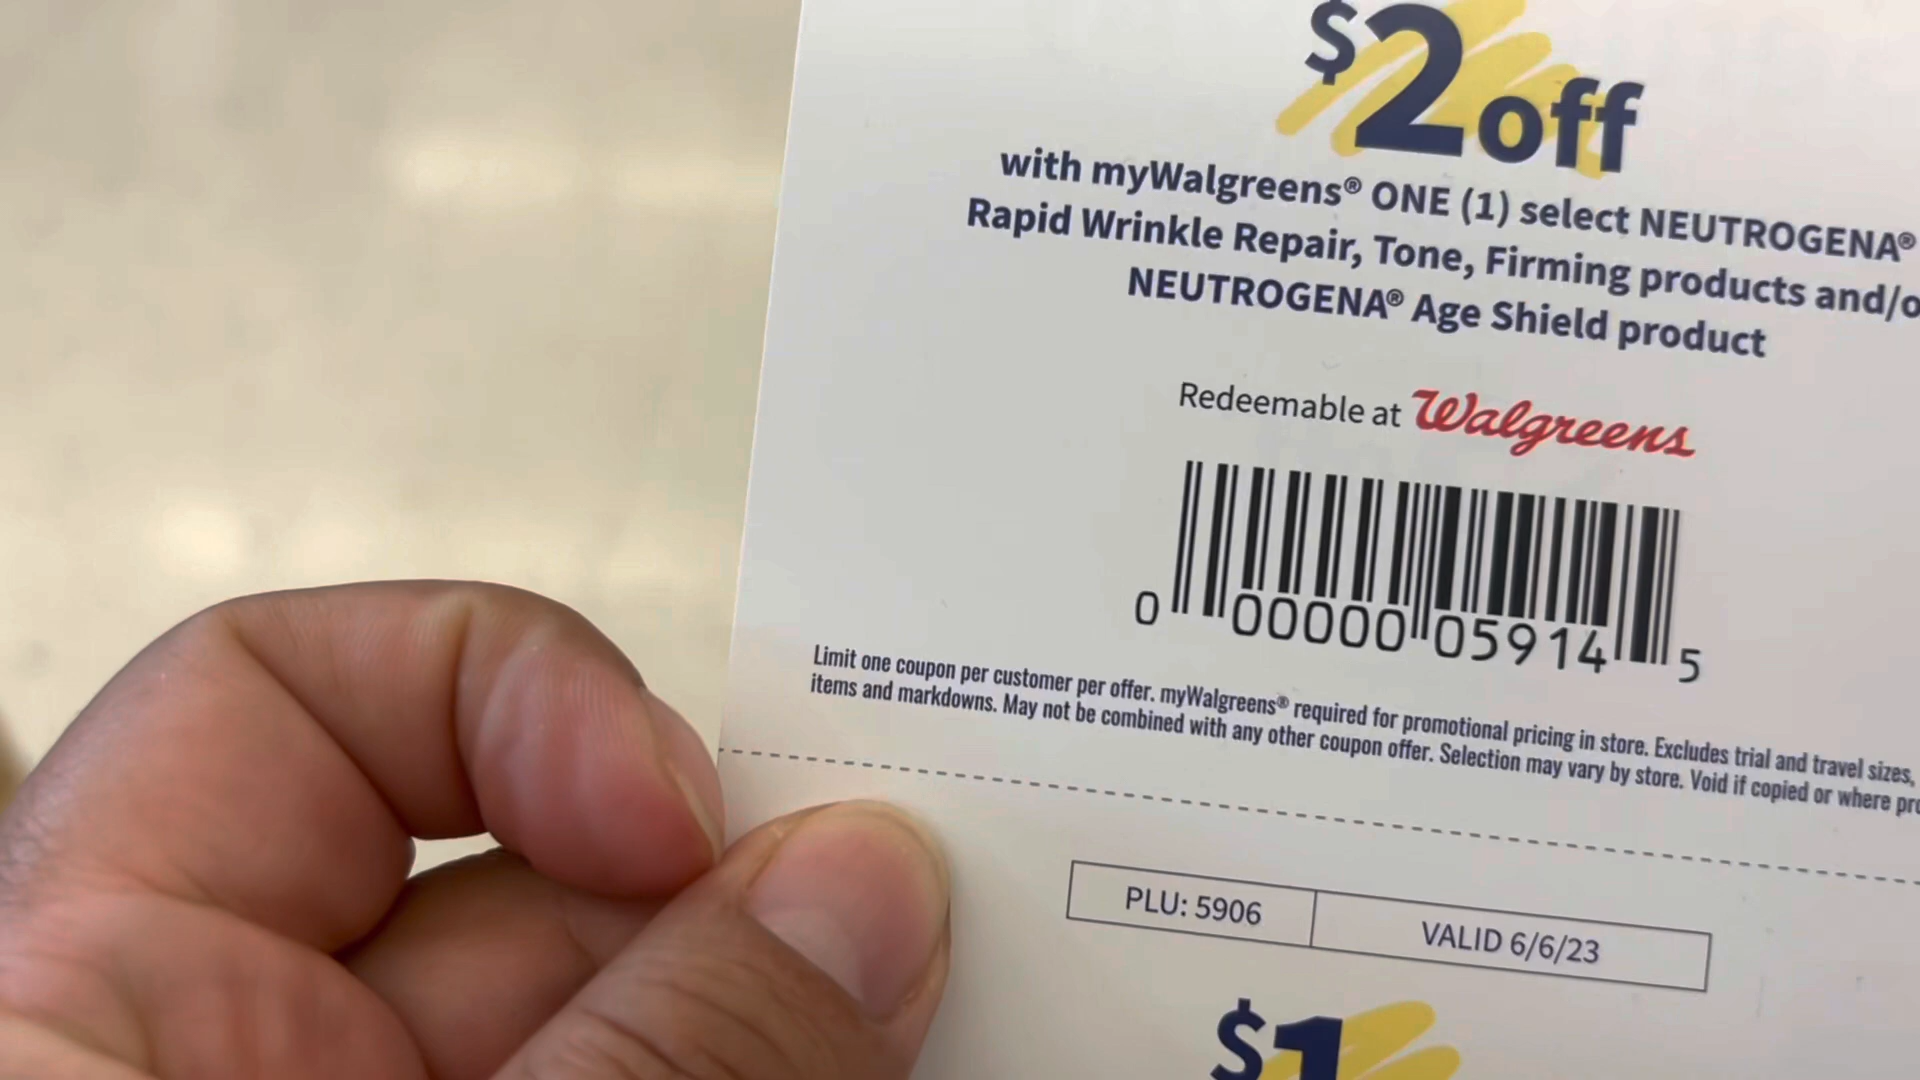 $2 off
with myWalgreens® ONE (1) select NEUTROGENA®
Rapid Wrinkle Repair, Tone, Firming products and/o
NEUTROGENA® Age Shield product
Redeemable at Walgreens
0 00000 05914 5
Limit one coupon per customer per offer. myWalgreens® required for promotional pricing in store. Excludes trial and travel sizes,
items and markdowns. May not be combined with any other coupon offer. Selection may vary by store. Void if copied or where pro
PLU: 5906 VALID 6/6/23
$1